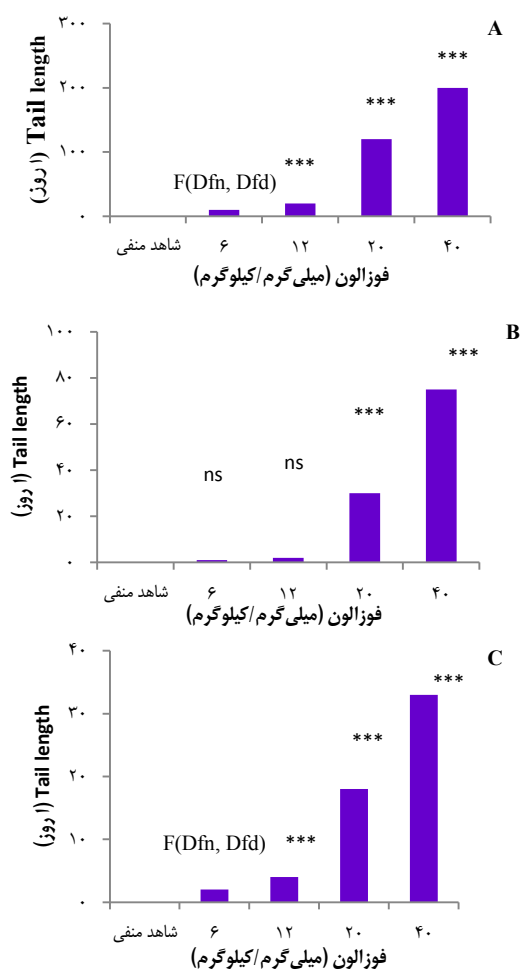 A
۳۰۰
۲۰۰
۱۰۰
۰
Tail length (۱ روز)
F(Dfn, Dfd)
***
***
***
شاهد منفی ۶ ۱۲ ۲۰ ۴۰
فوزالون (میلی‌گرم/کیلوگرم)
B
۱۰۰
۸۰
۶۰
۴۰
۲۰
۰
Tail length (۱ روز)
ns
ns
***
***
شاهد منفی ۶ ۱۲ ۲۰ ۴۰
فوزالون (میلی‌گرم/کیلوگرم)
C
۴۰
۳۰
۲۰
۱۰
۰
Tail length (۱ روز)
F(Dfn, Dfd)
***
***
***
شاهد منفی ۶ ۱۲ ۲۰ ۴۰
فوزالون (میلی‌گرم/کیلوگرم)